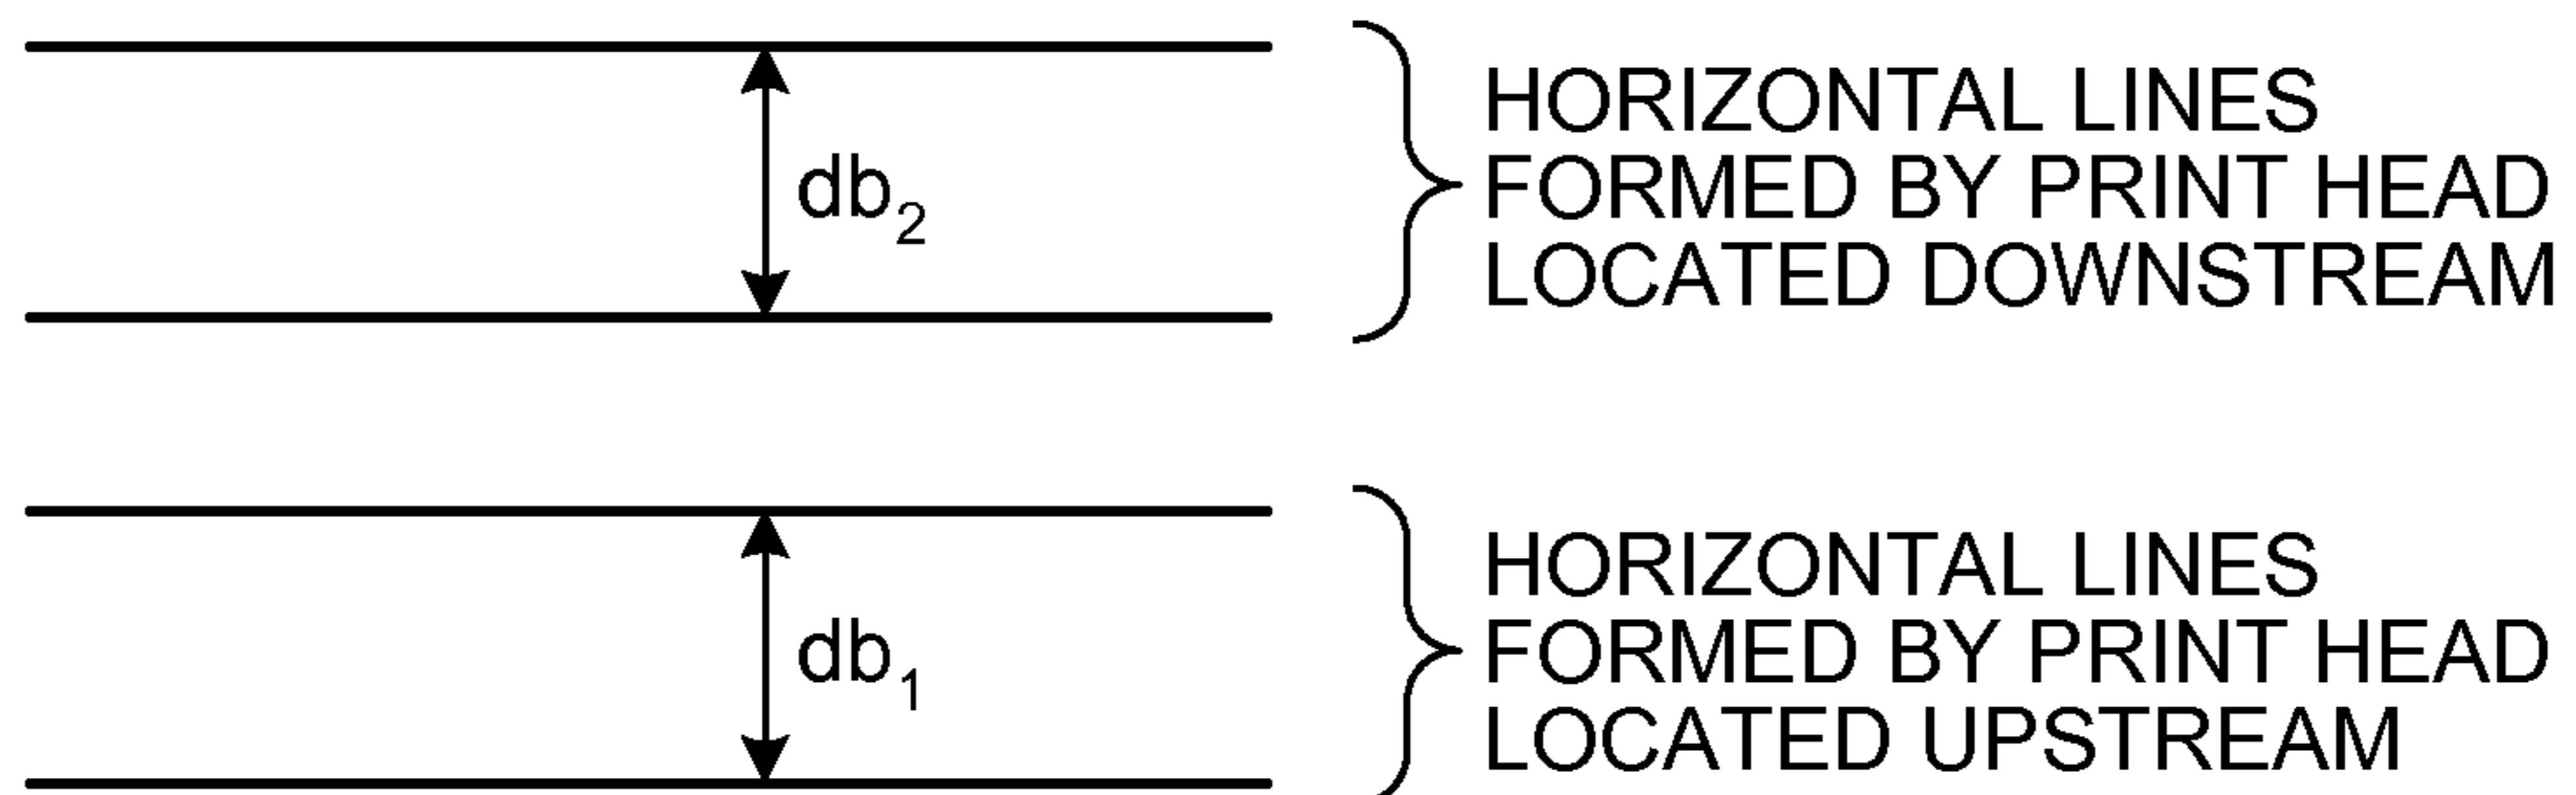 HORIZONTAL LINES
FORMED BY PRINT HEAD
LOCATED DOWNSTREAM
db₂
HORIZONTAL LINES
FORMED BY PRINT HEAD
LOCATED UPSTREAM
db₁